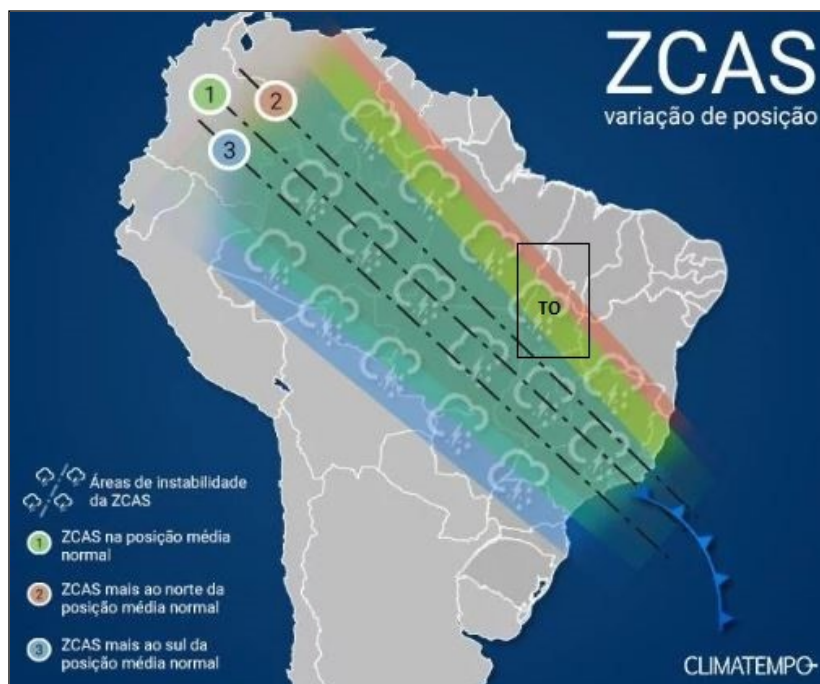 ZCAS
variação de posição
1
2
3
TO
Áreas de instabilidade
da ZCAS
1 ZCAS na posição média
normal
2 ZCAS mais ao norte da
posição média normal
3 ZCAS mais ao sul da
posição média normal
CLIMATEMPO